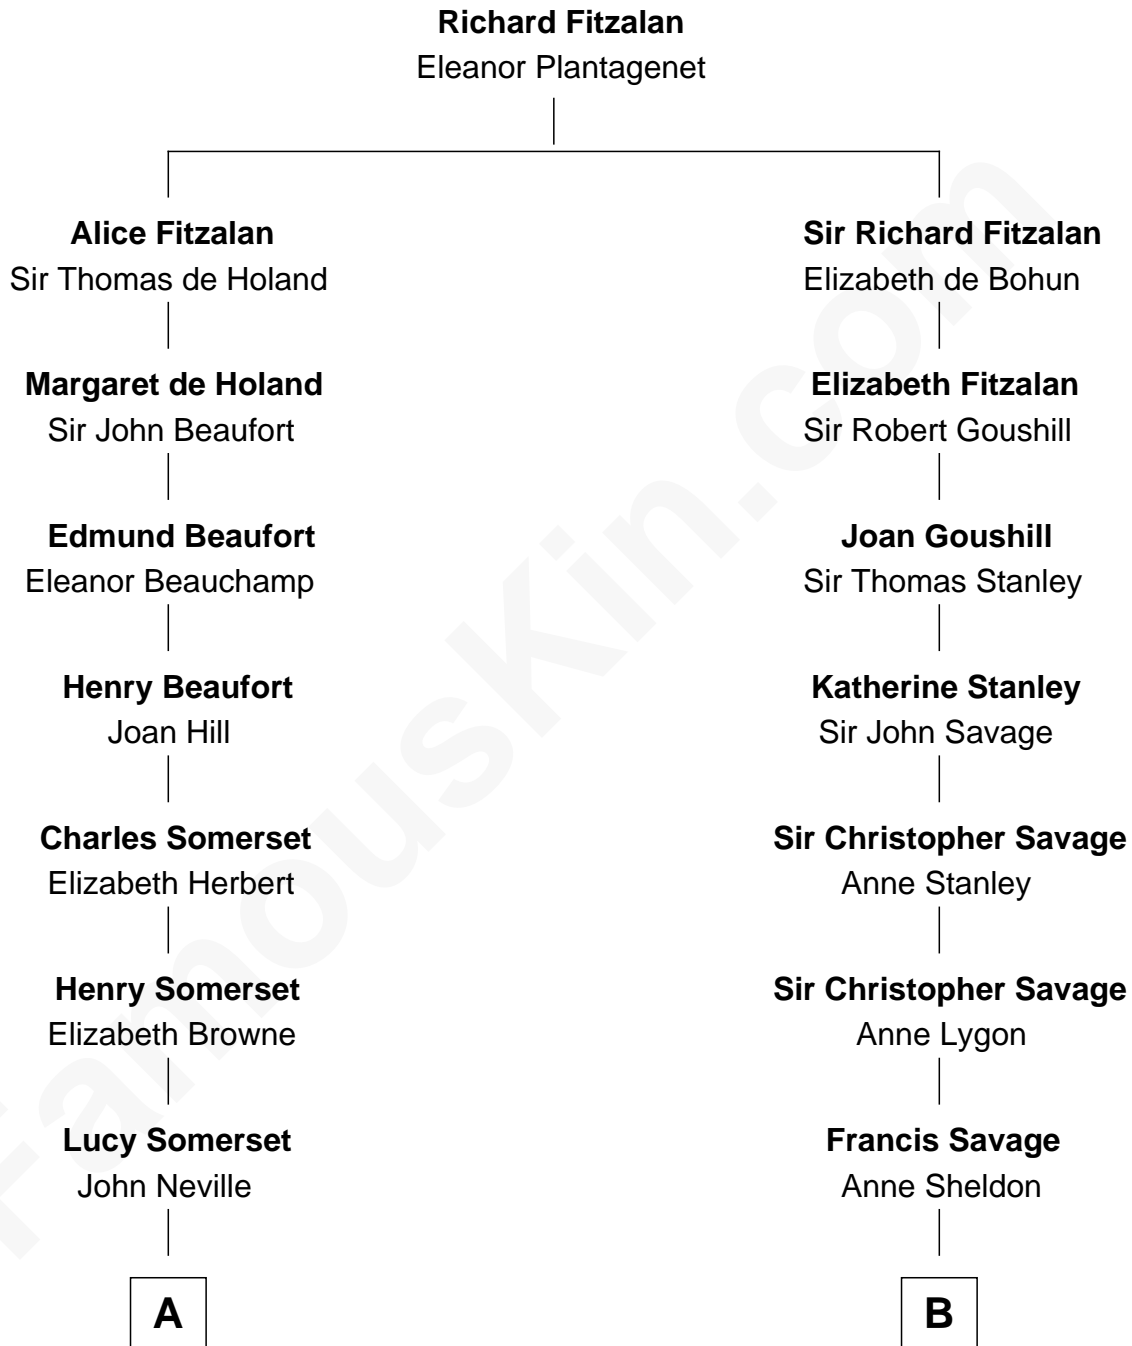 Richard Fitzalan
Eleanor Plantagenet
Alice Fitzalan
Sir Thomas de Holand
Sir Richard Fitzalan
Elizabeth de Bohun
Margaret de Holand
Sir John Beaufort
Elizabeth Fitzalan
Sir Robert Goushill
Edmund Beaufort
Eleanor Beauchamp
Joan Goushill
Sir Thomas Stanley
Henry Beaufort
Joan Hill
Katherine Stanley
Sir John Savage
Charles Somerset
Elizabeth Herbert
Sir Christopher Savage
Anne Stanley
Henry Somerset
Elizabeth Browne
Sir Christopher Savage
Anne Lygon
Lucy Somerset
John Neville
Francis Savage
Anne Sheldon
A
B
FamousKin.com